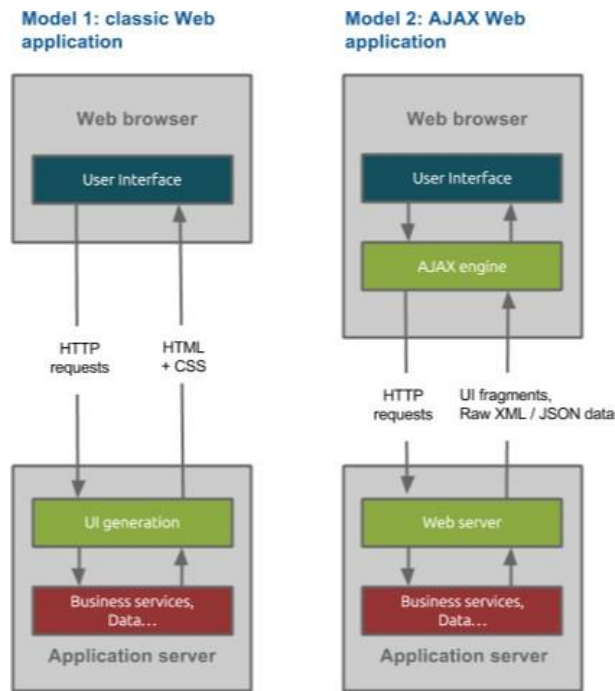 Model 1: classic Web
application
Web browser
User Interface
HTTP
requests
HTML
+ CSS
UI generation
Business services,
Data...
Application server
Model 2: AJAX Web
application
Web browser
User Interface
AJAX engine
HTTP
requests
UI fragments,
Raw XML / JSON data
Web server
Business services,
Data...
Application server